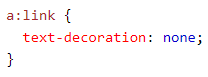 a:link {
  text-decoration: none;
}